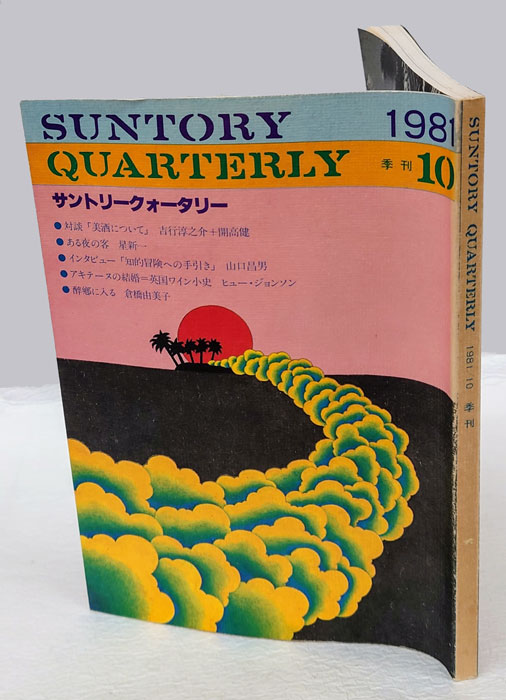 SUNTORY 1981
QUARTERLY 季刊 10
サントリークォータリー
●対談「美酒について」 吉行淳之介+開高健
●ある夜の客 星新一
●インタビュー「知的冒険への手引き」 山口昌男
●アキテーヌの結婚=英国ワイン小史 ヒュー・ジョンソン
●酔郷に入る 倉橋由美子
SUNTORY QUARTERLY 1981.10 季刊